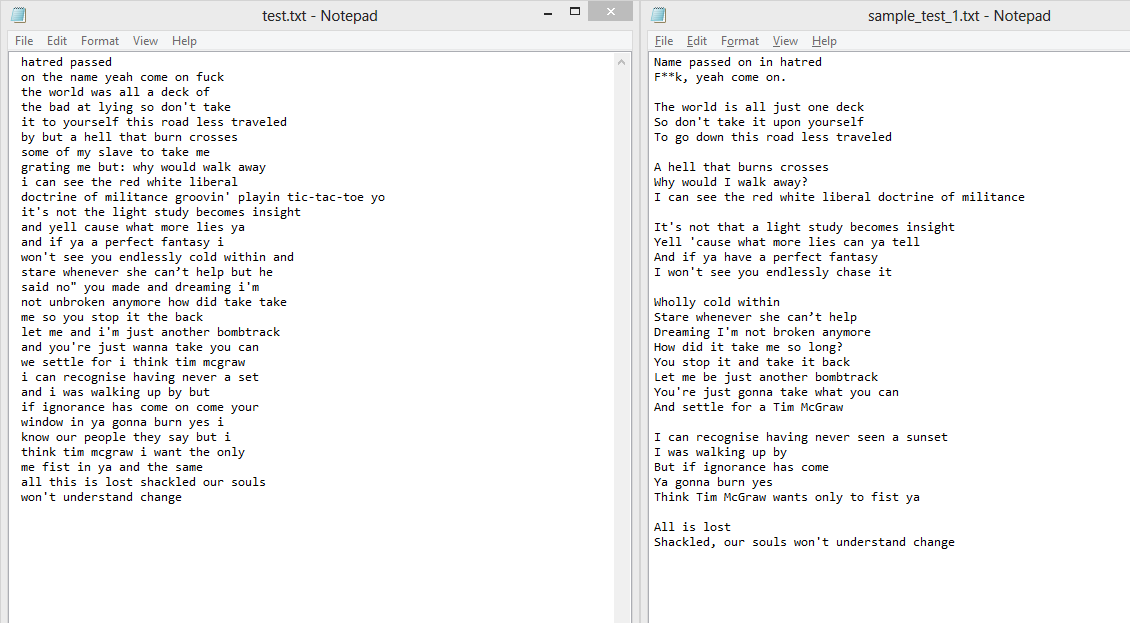 test.txt - Notepad
File Edit Format View Help
hatred passed
on the name yeah come on fuck
the world was all a deck of
the bad at lying so don't take
it to yourself this road less traveled
by but a hell that burn crosses
some of my slave to take me
grating me but: why would walk away
i can see the red white liberal
doctrine of militance groovin' playin tic-tac-toe yo
it's not the light study becomes insight
and yell cause what more lies ya
and if ya a perfect fantasy i
won't see you endlessly cold within and
stare whenever she can’t help but he
said no" you made and dreaming i'm
not unbroken anymore how did take take
me so you stop it the back
let me and i'm just another bombtrack
and you're just wanna take you can
we settle for i think tim mcgraw
i can recognise having never a set
and i was walking up by but
if ignorance has come on come your
window in ya gonna burn yes i
know our people they say but i
think tim mcgraw i want the only
me fist in ya and the same
all this is lost shackled our souls
won't understand change
sample_test_1.txt - Notepad
File Edit Format View Help
Name passed on in hatred
F**k, yeah come on.
The world is all just one deck
So don't take it upon yourself
To go down this road less traveled
A hell that burns crosses
Why would I walk away?
I can see the red white liberal doctrine of militance
It's not that a light study becomes insight
Yell 'cause what more lies can ya tell
And if ya have a perfect fantasy
I won't see you endlessly chase it
Wholly cold within
Stare whenever she can’t help
Dreaming I'm not broken anymore
How did it take me so long?
You stop it and take it back
Let me be just another bombtrack
You're just gonna take what you can
And settle for a Tim McGraw
I can recognise having never seen a sunset
I was walking up by
But if ignorance has come
Ya gonna burn yes
Think Tim McGraw wants only to fist ya
All is lost
Shackled, our souls won't understand change